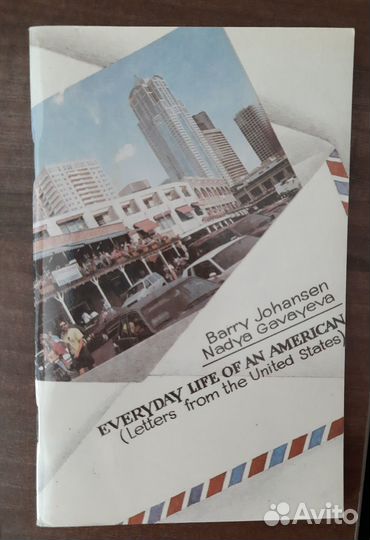 Barry Johansen
Nadya Gavayeva
EVERYDAY LIFE OF AN AMERICAN
(Letters from the United States)
Avito